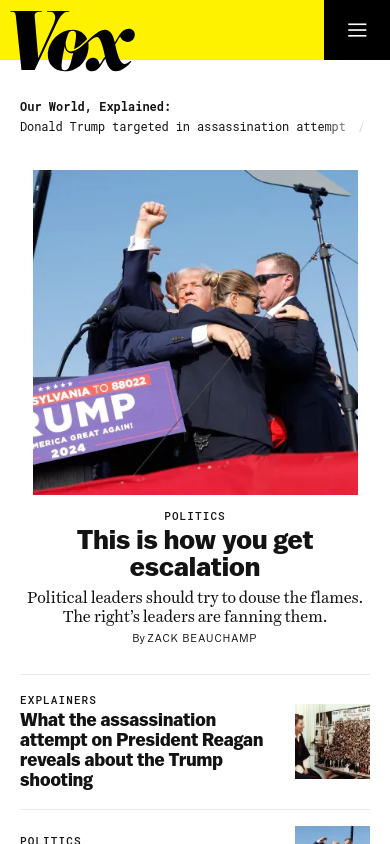 Vox
Our World, Explained:
Donald Trump targeted in assassination attempt /
SYLVANIA TO 88022
RUMP
MERICA GREAT AGAIN!
2024
POLITICS
This is how you get
escalation
Political leaders should try to douse the flames.
The right’s leaders are fanning them.
By ZACK BEAUCHAMP
EXPLAINERS
What the assassination
attempt on President Reagan
reveals about the Trump
shooting
POLITICS